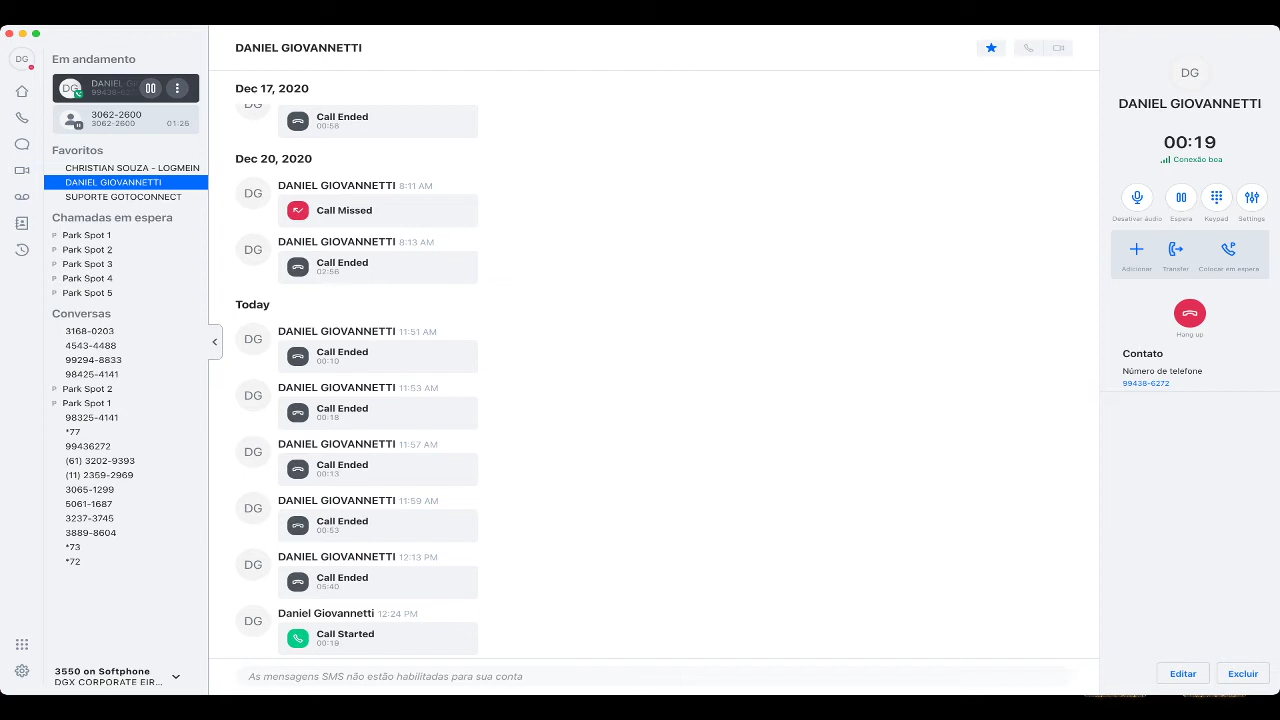 DG
Em andamento
DG
DANIEL
99438-62
3062-2600
3062-2600
01:26
Favoritos
CHRISTIAN SOUZA - LOGMEIN
DANIEL GIOVANNETTI
SUPORTE GOTOCONNECT
Chamadas em espera
P Park Spot 1
P Park Spot 2
P Park Spot 3
P Park Spot 4
P Park Spot 5
Conversas
3168-0203
4543-4488
99294-8833
98425-4141
P Park Spot 2
P Park Spot 1
98325-4141
*77
99436272
(61) 3202-9393
(11) 2359-2969
3065-1299
5061-1687
3237-3745
3889-8604
*73
*72
3550 on Softphone
DGX CORPORATE EIR...
DANIEL GIOVANNETTI
Dec 17, 2020
DG
Call Ended
00:56
Dec 20, 2020
DG
DANIEL GIOVANNETTI 8:11 AM
Call Missed
DG
DANIEL GIOVANNETTI 8:13 AM
Call Ended
02:56
Today
DG
DANIEL GIOVANNETTI 11:51 AM
Call Ended
00:10
DG
DANIEL GIOVANNETTI 11:53 AM
Call Ended
00:18
DG
DANIEL GIOVANNETTI 11:57 AM
Call Ended
00:13
DG
DANIEL GIOVANNETTI 11:59 AM
Call Ended
00:53
DG
DANIEL GIOVANNETTI 12:13 PM
Call Ended
05:40
DG
Daniel Giovannetti 12:24 PM
Call Started
00:19
As mensagens SMS não estão habilitadas para sua conta
DG
DANIEL GIOVANNETTI
00:19
Conexão boa
Desativar áudio
Espera
Keypad
Settings
Adicionar
Transfer
Colocar em espera
Hang up
Contato
Número de telefone
99438-6272
Editar
Excluir